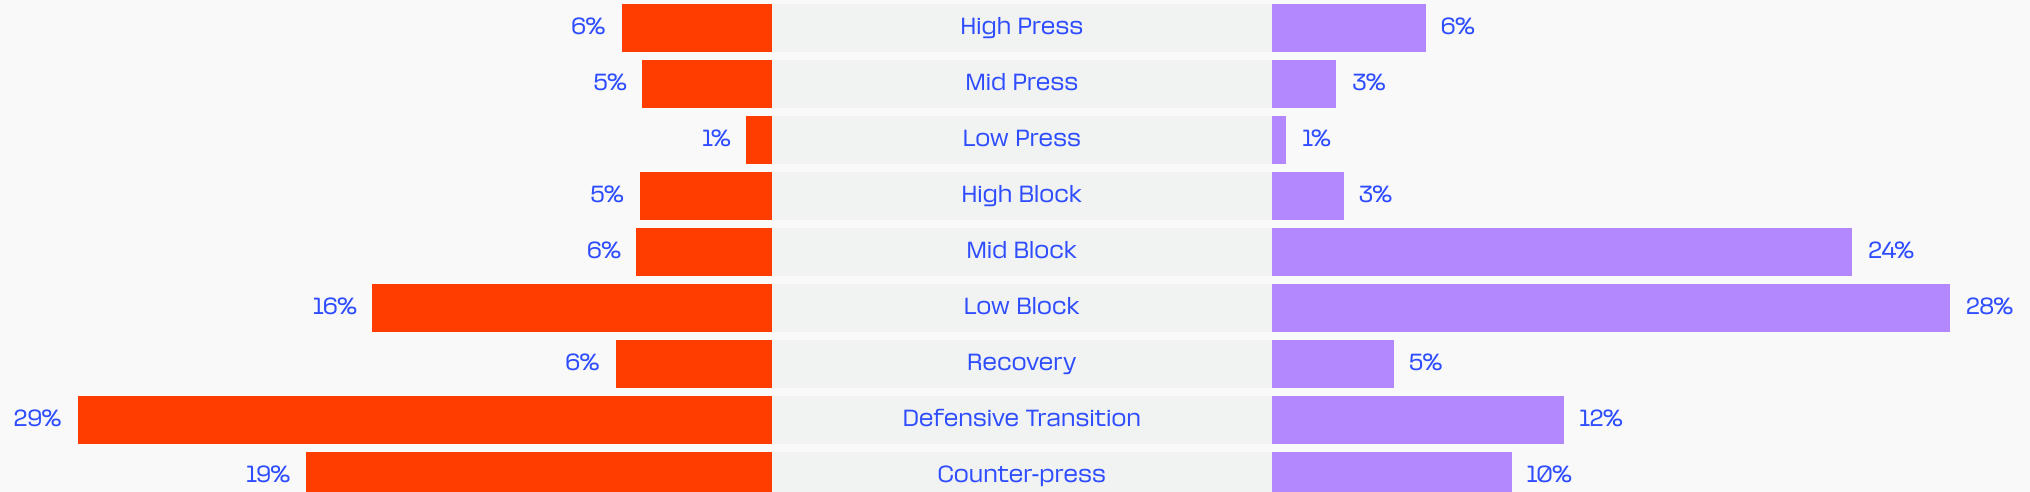 6% High Press 6%
5% Mid Press 3%
1% Low Press 1%
5% High Block 3%
6% Mid Block 24%
16% Low Block 28%
6% Recovery 5%
29% Defensive Transition 12%
19% Counter-press 10%